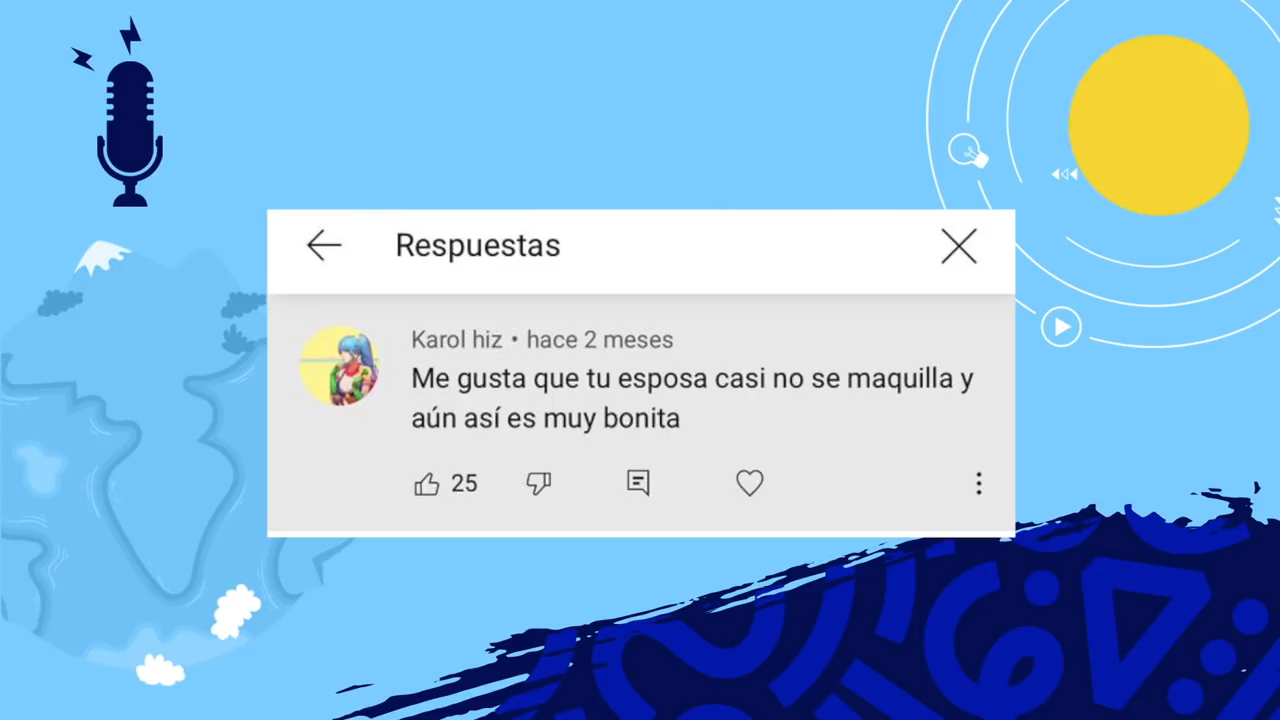 Respuestas
Karol hiz • hace 2 meses
Me gusta que tu esposa casi no se maquilla y
aún así es muy bonita
25